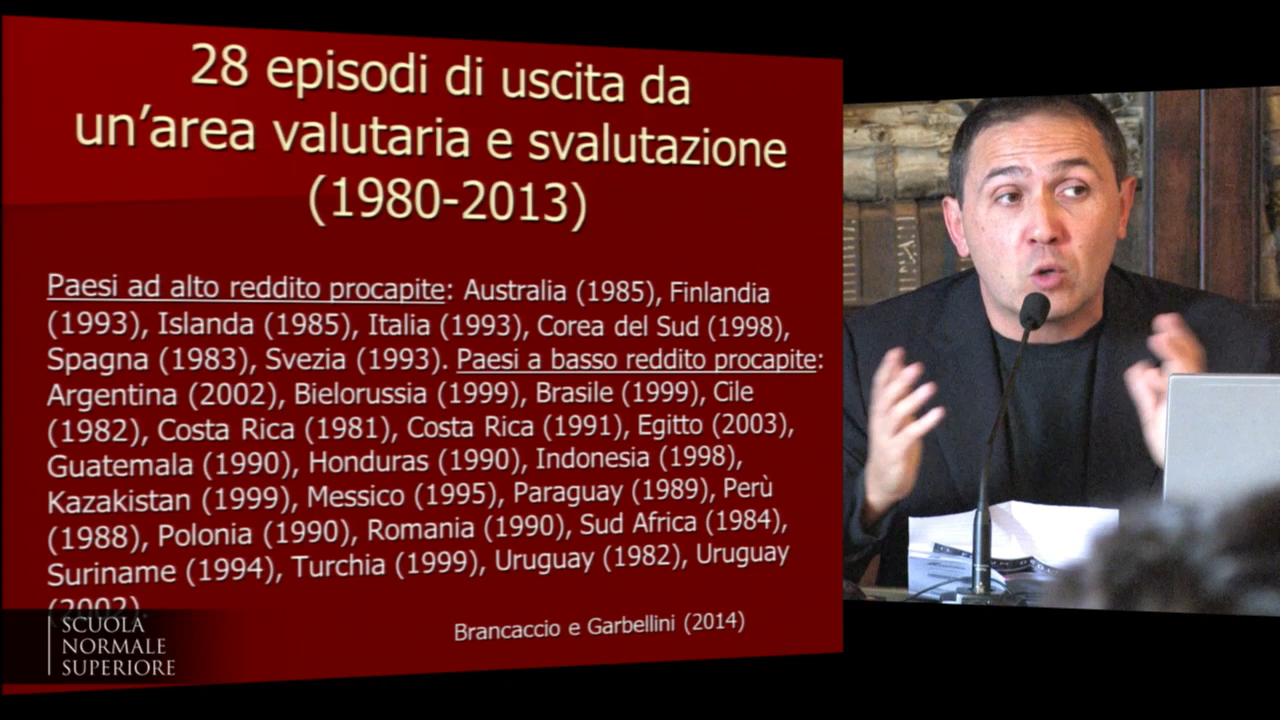 28 episodi di uscita da
un'area valutaria e svalutazione
(1980-2013)
Paesi ad alto reddito procapite: Australia (1985), Finlandia
(1993), Islanda (1985), Italia (1993), Corea del Sud (1998),
Spagna (1983), Svezia (1993). Paesi a basso reddito procapite:
Argentina (2002), Bielorussia (1999), Brasile (1999), Cile
(1982), Costa Rica (1981), Costa Rica (1991), Egitto (2003),
Guatemala (1990), Honduras (1990), Indonesia (1998),
Kazakistan (1999), Messico (1995), Paraguay (1989), Perù
(1988), Polonia (1990), Romania (1990), Sud Africa (1984),
Suriname (1994), Turchia (1999), Uruguay (1982), Uruguay
(2002).
Brancaccio e Garbellini (2014)
SCUOLA
NORMALE
SUPERIORE